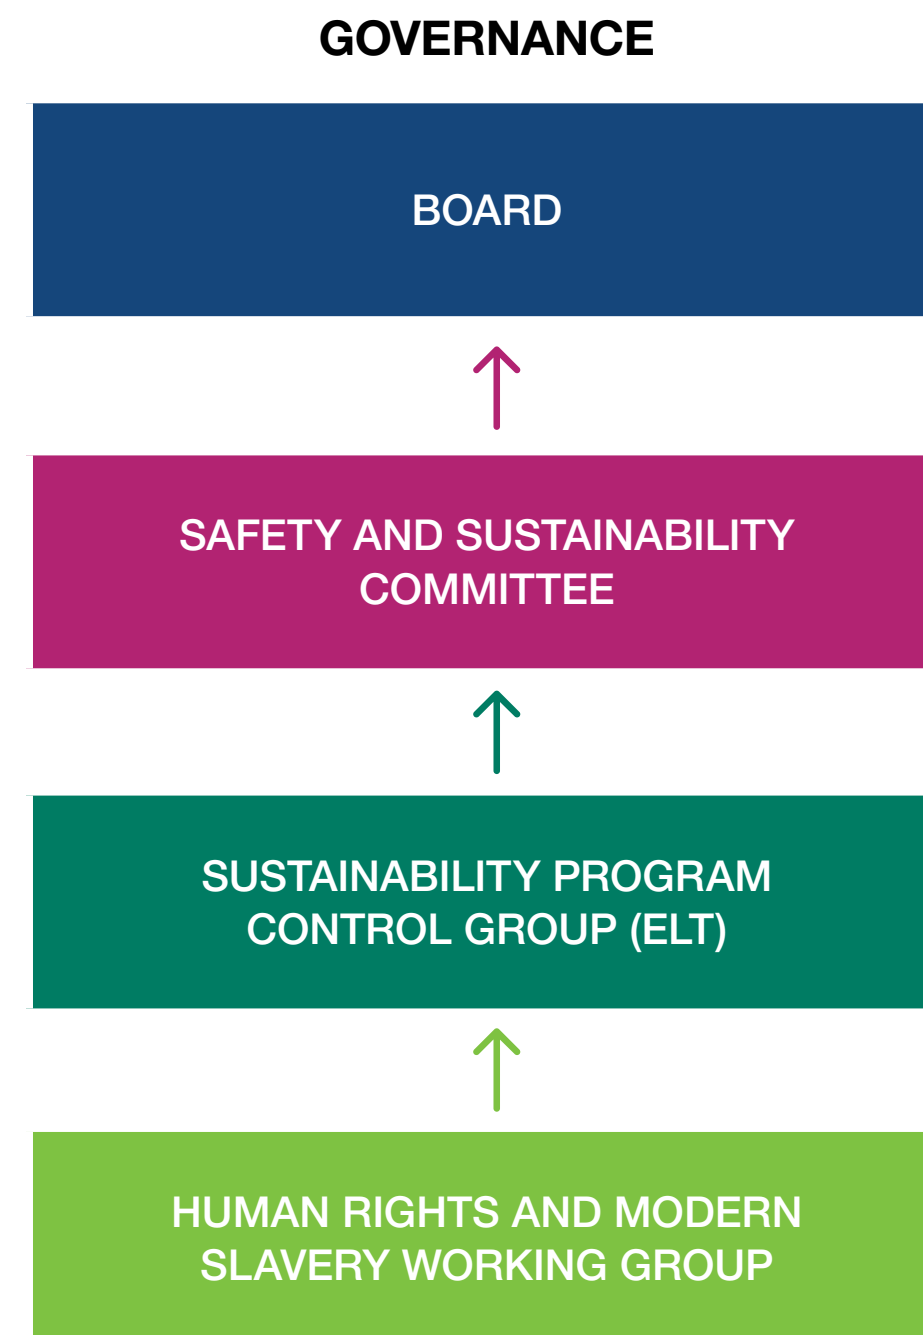 GOVERNANCE
BOARD
SAFETY AND SUSTAINABILITY
COMMITTEE
SUSTAINABILITY PROGRAM
CONTROL GROUP (ELT)
HUMAN RIGHTS AND MODERN
SLAVERY WORKING GROUP